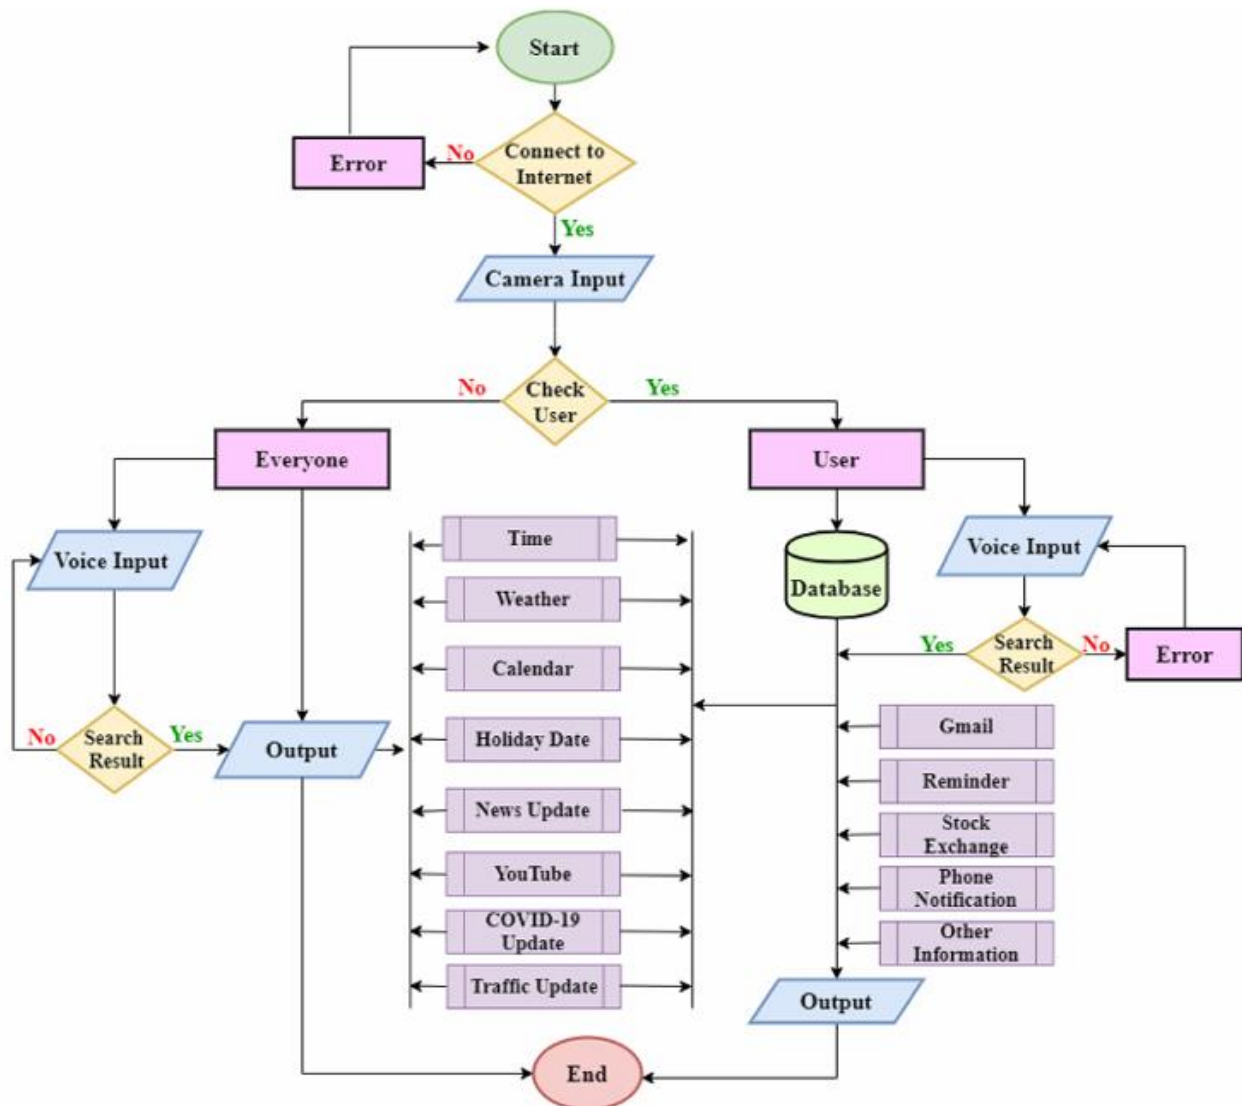 Start
Connect to
Internet
No
Error
Yes
Camera Input
Check
User
No
Yes
Everyone
User
Voice Input
Voice Input
Database
Time
Weather
Calendar
Holiday Date
News Update
YouTube
COVID-19
Update
Traffic Update
Search
Result
No
Yes
Output
Search
Result
Yes
No
Error
Gmail
Reminder
Stock
Exchange
Phone
Notification
Other
Information
Output
End